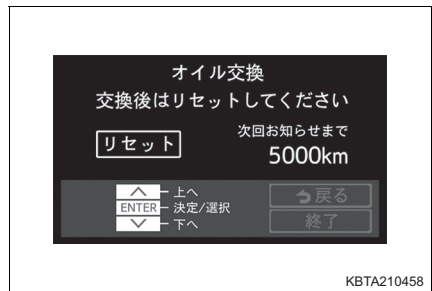 オイル交換
交換後はリセットしてください
リセット
次回お知らせまで
5000km
上へ
ENTER 決定/選択
下へ
戻る
終了
KBTA210458